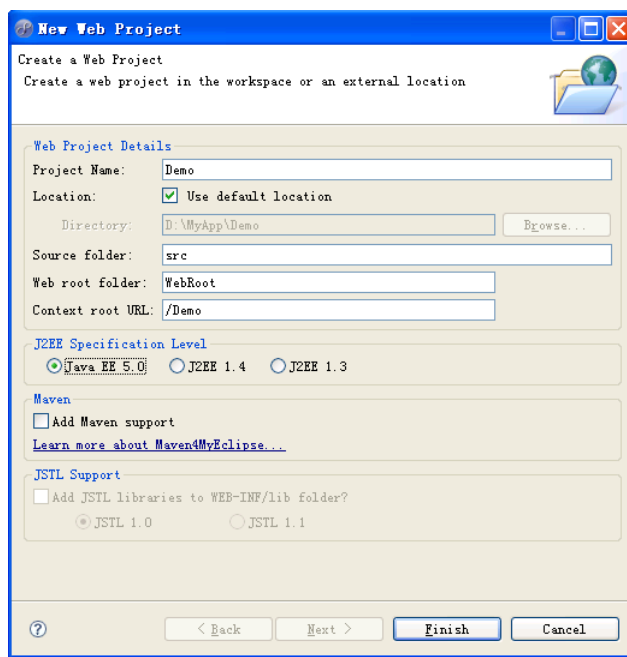 New Web Project
Create a Web Project
Create a web project in the workspace or an external location
Web Project Details
Project Name: Demo
Location: Use default location
Directory: D:\MyApp\Demo Browse...
Source folder: src
Web root folder: WebRoot
Context root URL: /Demo
J2EE Specification Level
Java EE 5.0 J2EE 1.4 J2EE 1.3
Maven
Add Maven support
Learn more about Maven4MyEclipse...
JSTL Support
Add JSTL libraries to WEB-INF/lib folder?
JSTL 1.0 JSTL 1.1
? < Back Next > Finish Cancel